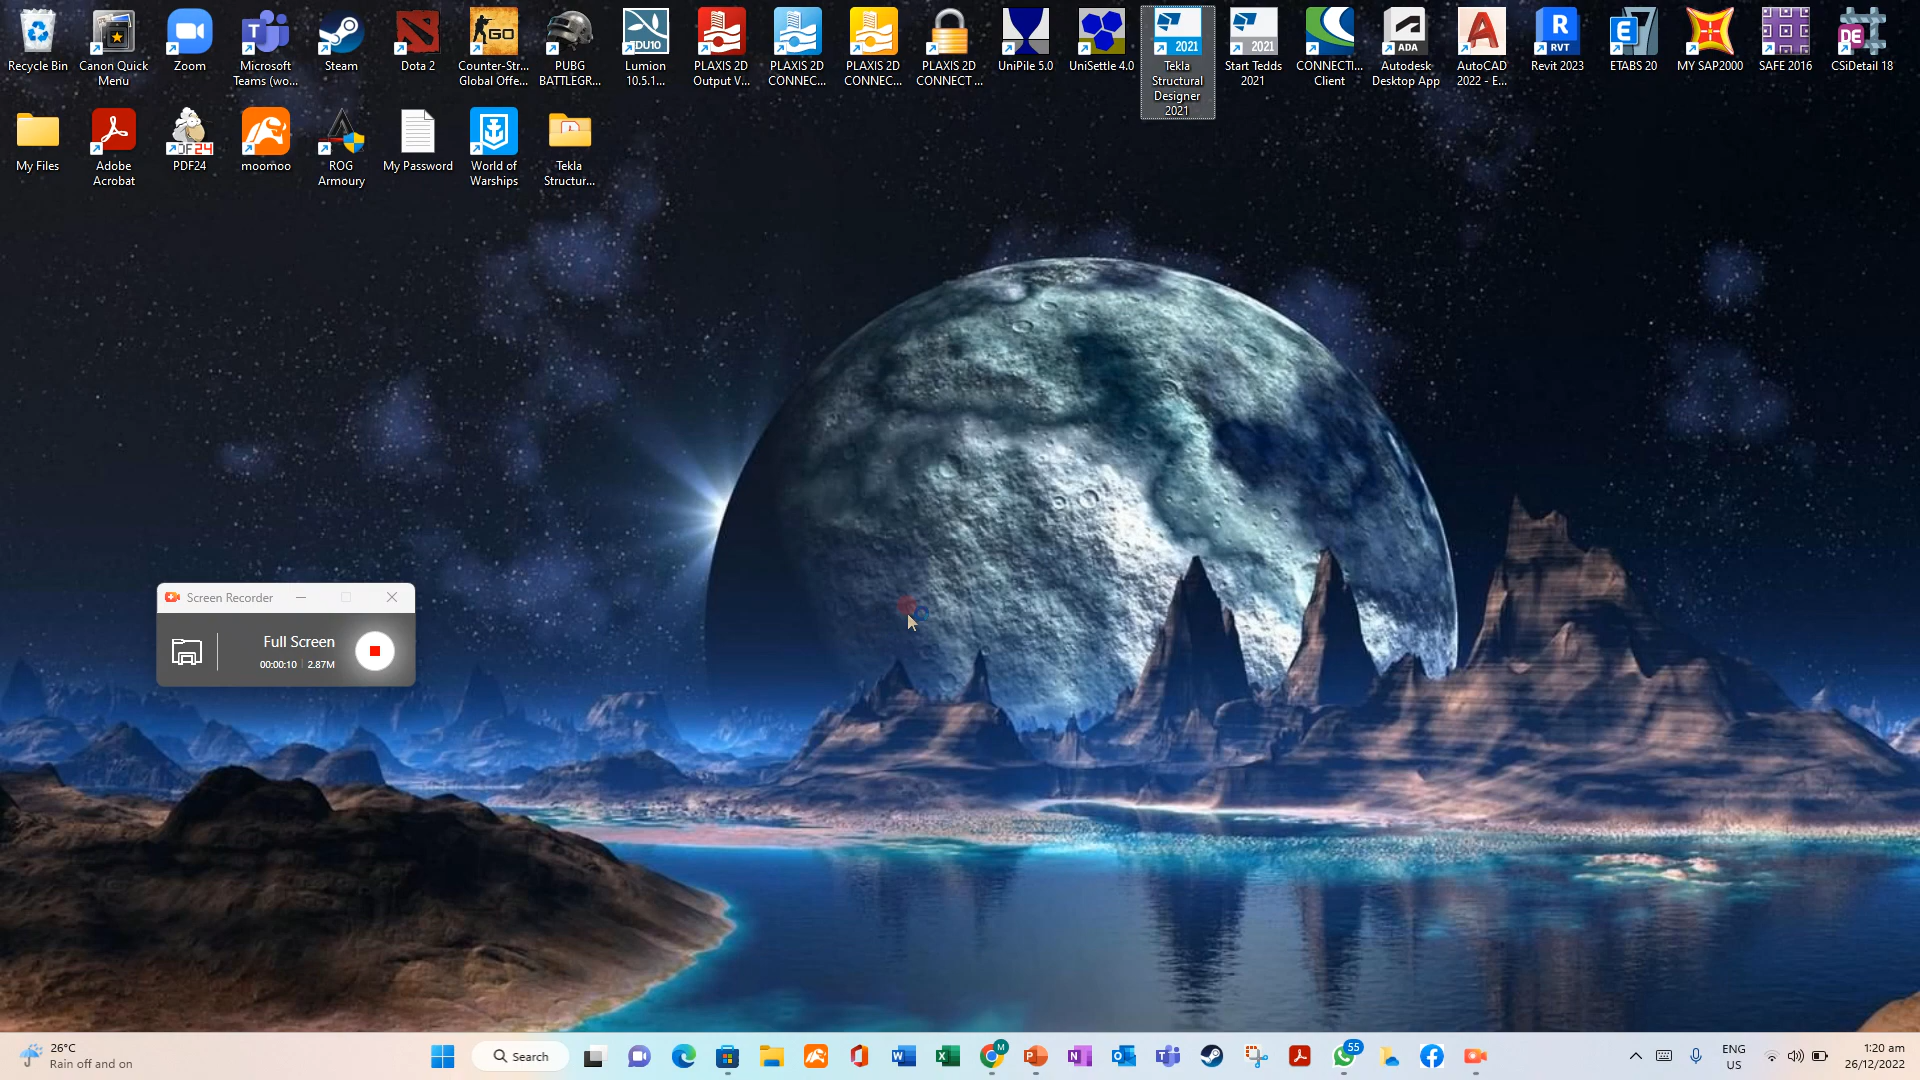 Recycle Bin
Canon Quick
Menu
Zoom
Microsoft
Teams (wo...
Steam
Dota 2
GO
Counter-Str...
Global Offe...
PUBG
BATTLEGR...
DU10
Lumion
10.5.1...
PLAXIS 2D
Output V...
PLAXIS 2D
CONNEC...
PLAXIS 2D
CONNEC...
PLAXIS 2D
CONNECT ...
UniPile 5.0
UniSettle 4.0
2021
Tekla
Structural
Designer
2021
2021
Start Tedds
2021
CONNECTI...
Client
ADA
Autodesk
Desktop App
AutoCAD
2022 - E...
R
RVT
Revit 2023
E
ETABS 20
MY SAP2000
SAFE 2016
DE
CSiDetail 18
My Files
Adobe
Acrobat
PDF24
moomoo
ROG
Armoury
My Password
World of
Warships
Tekla
Structur...
Screen Recorder
Full Screen
00:00:10 | 2.87M
26°C
Rain off and on
Search
M
55
ENG
US
1:20 am
26/12/2022